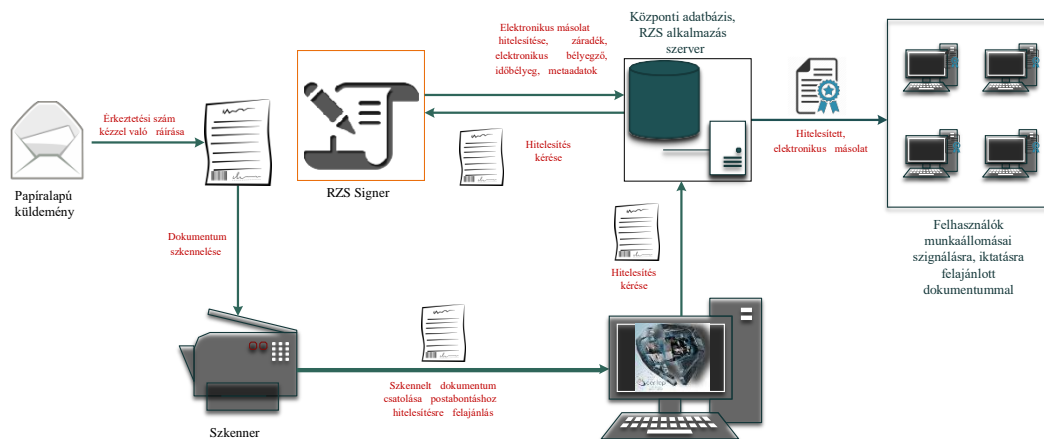 Elektronikus másolat
hitelesítése, záradék,
elektronikus bélyegző,
időbélyeg, metaadatok
Központi adatbázis,
RZS alkalmazás
szerver
Érkeztetési szám
kézzel való ráírása
Hitelesítés
kérése
Hitelesített,
elektronikus másolat
Papíralapú
küldemény
RZS Signer
Dokumentum
szkennelése
Hitelesítés
kérése
Felhasználók
munkaállomásai
szignálásra, iktatásra
felajánlott
dokumentummal
Szkennelt dokumentum
csatolása postabontáshoz
hitelesítésre felajánlás
Szkenner